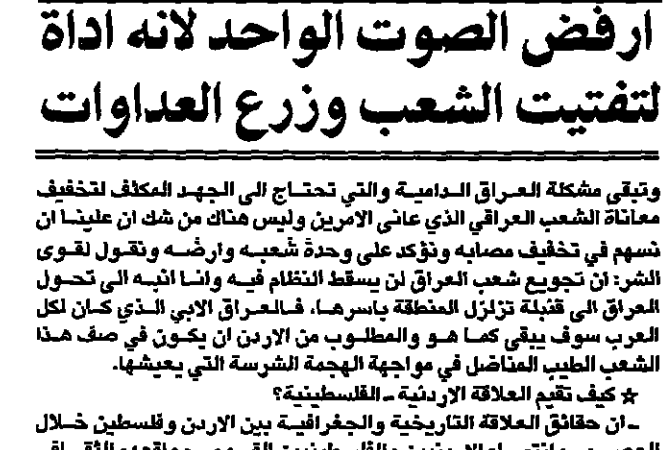 ارفض الصوت الواحد لانه اداة
لتفتيت الشعب وزرع العداوات
وتبقى مشكلة العراق الدامية والتي تحتاج الى الجهد المكثف لتخفيف
معاناة الشعب العراقي الذي عانى الامرين وليس هناك من شك ان علينا ان
نسهم في تخفيف مصابه ونؤكد على وحدة شعبه وارضه ونقول لقوى
الشر: ان تجويع شعب العراق لن يسقط النظام فيه وانا انبه الى تحول
العراق الى قنبلة تزلزل المنطقة باسرها، فالعراق الابي الذي كان لكل
العرب سوف يبقى كما هو والمطلوب من الاردن ان يكون في صف هذا
الشعب الطيب المناضل في مواجهة الهجمة الشرسة التي يعيشها.
☆ كيف تقيم العلاقة الاردنية - الفلسطينية؟
- ان حقائق العلاقة التاريخية والجغرافية بين الاردن وفلسطين خلال